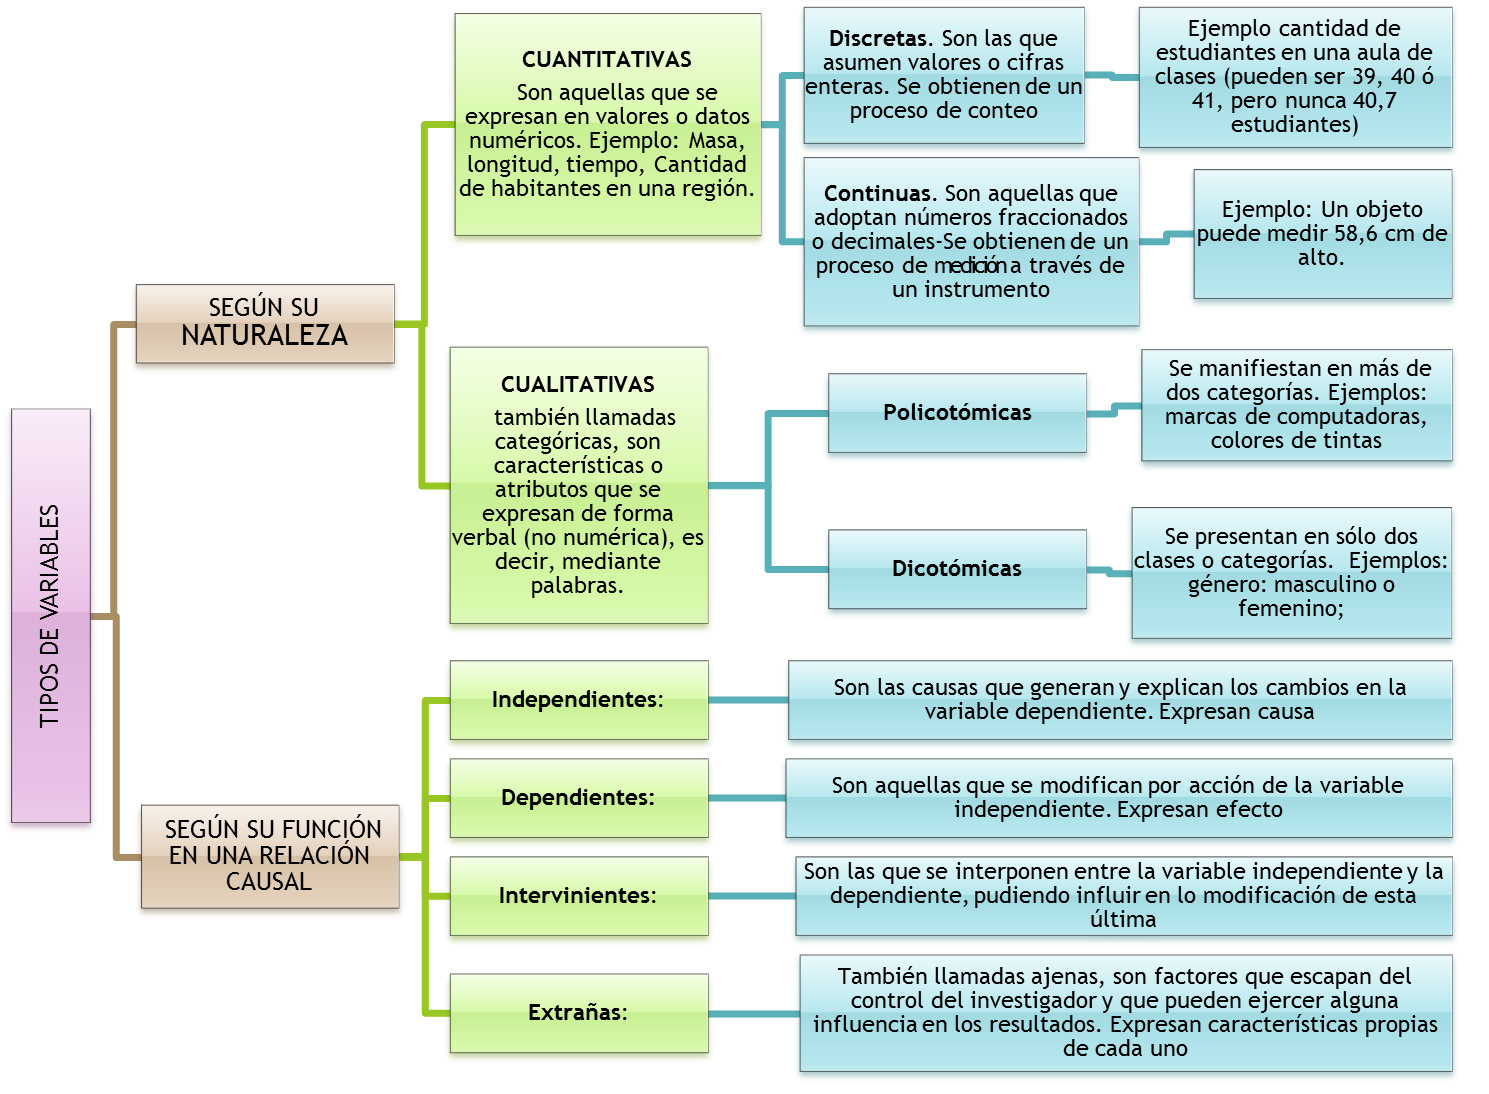 TIPOS DE VARIABLES
SEGÚN SU
NATURALEZA
CUANTITATIVAS
Son aquellas que se
expresan en valores o datos
numéricos. Ejemplo: Masa,
longitud, tiempo, Cantidad
de habitantes en una región.
Discretas. Son las que
asumen valores o cifras
enteras. Se obtienen de un
proceso de conteo
Ejemplo cantidad de
estudiantes en una aula de
clases (pueden ser 39, 40 ó
41, pero nunca 40,7
estudiantes)
Continuas. Son aquellas que
adoptan números fraccionados
o decimales-Se obtienen de un
proceso de medición a través de
un instrumento
Ejemplo: Un objeto
puede medir 58,6 cm de
alto.
CUALITATIVAS
también llamadas
categóricas, son
características o
atributos que se
expresan de forma
verbal (no numérica), es
decir, mediante
palabras.
Policotómicas
Se manifiestan en más de
dos categorías. Ejemplos:
marcas de computadoras,
colores de tintas
Dicotómicas
Se presentan en sólo dos
clases o categorías. Ejemplos:
género: masculino o
femenino;
SEGÚN SU FUNCIÓN
EN UNA RELACIÓN
CAUSAL
Independientes:
Son las causas que generan y explican los cambios en la
variable dependiente. Expresan causa
Dependientes:
Son aquellas que se modifican por acción de la variable
independiente. Expresan efecto
Intervinientes:
Son las que se interponen entre la variable independiente y la
dependiente, pudiendo influir en lo modificación de esta
última
Extrañas:
También llamadas ajenas, son factores que escapan del
control del investigador y que pueden ejercer alguna
influencia en los resultados. Expresan características propias
de cada uno